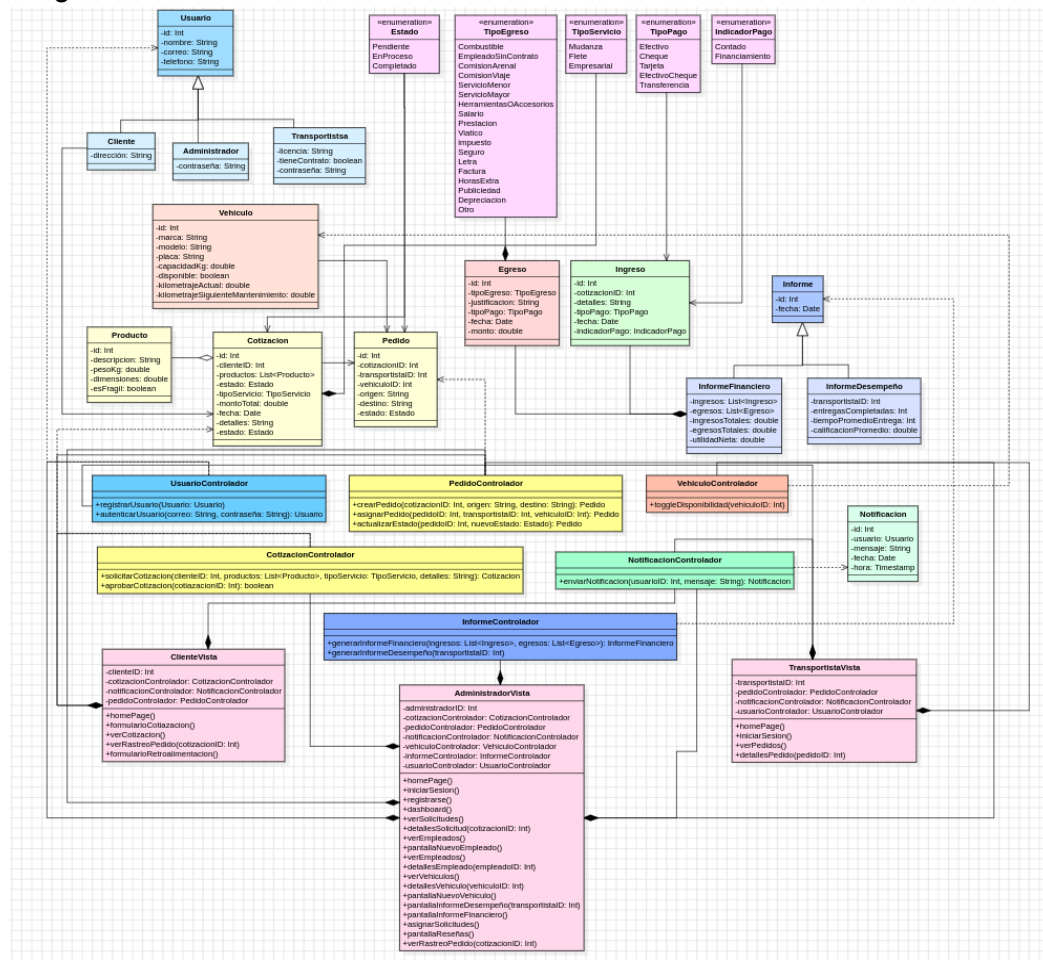 Usuario
-id: Int
-nombre: String
-correo: String
-telefono: String
«enumeration»
Estado
Pendiente
EnProceso
Completado
«enumeration»
TipoEgreso
Combustible
EmpleadoSinContrato
ComisionArenal
ComisionViaje
ServicioMenor
ServicioMayor
HerramientasOAccesorios
Salario
Prestacion
Viatico
impuesto
Seguro
Letra
Factura
HorasExtra
Publiciedad
Depreciacion
Otro
«enumeration»
TipoServicio
Mudanza
Flete
Empresarial
«enumeration»
TipoPago
Efectivo
Cheque
Tarjeta
EfectivoCheque
Transferencia
«enumeration»
IndicadorPago
Contado
Financiamiento
Cliente
-dirección: String
Administrador
-contraseña: String
Transportistsa
-licencia: String
-tieneContrato: boolean
-contraseña: String
Vehiculo
-id: Int
-marca: String
-modelo: String
-placa: String
-capacidadKg: double
-disponible: boolean
-kilometrajeActual: double
-kilometrajeSiguienteMantenimiento: double
Egreso
-id: Int
-tipoEgreso: TipoEgreso
-justificacion: String
-tipoPago: TipoPago
-fecha: Date
-monto: double
Ingreso
-id: Int
-cotizacionID: Int
-detalles: String
-tipoPago: TipoPago
-fecha: Date
-indicadorPago: IndicadorPago
Informe
-id: Int
-fecha: Date
Producto
-id: Int
-descripcion: String
-pesoKg: double
-dimensiones: double
-esFragil: boolean
Cotizacion
-id: Int
-clienteID: Int
-productos: List<Producto>
-estado: Estado
-tipoServicio: TipoServicio
-montoTotal: double
-fecha: Date
-detalles: String
-estado: Estado
Pedido
-id: Int
-cotizacionID: Int
-transportistaID: Int
-vehiculoID: Int
-origen: String
-destino: String
-estado: Estado
InformeFinanciero
-ingresos: List<Ingreso>
-egresos: List<Egreso>
-ingresosTotales: double
-egresosTotales: double
-utilidadNeta: double
InformeDesempeño
-transportistaID: Int
-entregasCompletadas: Int
-tiempoPromedioEntrega: Int
-calificacionPromedio: double
UsuarioControlador
+registrarUsuario(Usuario: Usuario)
+autenticarUsuario(correo: String, contraseña: String): Usuario
PedidoControlador
+crearPedido(cotizacionID: Int, origen: String, destino: String): Pedido
+asignarPedido(pedidoID: Int, transportistaID: Int, vehiculoID: Int): Pedido
+actualizarEstado(pedidoID: Int, nuevoEstado: Estado): Pedido
VehiculoControlador
+toggleDisponibilidad(vehiculoID: Int)
Notificacion
-id: Int
-usuario: Usuario
-mensaje: String
-fecha: Date
-hora: Timestamp
CotizacionControlador
+solicitarCotizacion(clienteID: Int, productos: List<Producto>, tipoServicio: TipoServicio, detalles: String): Cotizacion
+aprobarCotizacion(cotiazacionID: Int): boolean
NotificacionControlador
+enviarNotificacion(usuarioID: Int, mensaje: String): Notificacion
InformeControlador
+generarInformeFinanciero(ingresos: List<Ingreso>, egresos: List<Egreso>): InformeFinanciero
+generarInformeDesempeño(transportistaID: Int)
ClienteVista
-clienteID: Int
-cotizacionControlador: CotizacionControlador
-notificacionControlador: NotificacionControlador
-pedidoControlador: PedidoControlador
+homePage()
+formularioCotizacion()
+verCotizacion()
+verRastreoPedido(cotizacionID: Int)
+formularioRetroalimentacion()
AdministradorVista
-administradorID: Int
-cotizacionControlador: CotizacionControlador
-pedidoControlador: PedidoControlador
-notificacionControlador: NotificacionControlador
-vehuculoControlador: VehiculoControlador
-informeControlador: InformeControlador
-usuarioControlador: UsuarioControlador
+homePage()
+iniciarSesion()
+registrarse()
+dashboard()
+verSolicitudes()
+detallesSolicitud(cotizacionID: Int)
+verEmpleados()
+pantallaNuevoEmpleado()
+verEmpleados()
+detallesEmpleado(empleadoID: Int)
+verVehiculos()
+detallesVehiculo(vehiculoID: Int)
+pantallaNuevoVehiculo()
+pantallaInformeDesempeño(transportistaID: Int)
+pantallaInformeFinanciero()
+asignarSolicitudes()
+pantallaReseñas()
+verRastreoPedido(cotizacionID: Int)
TransportistaVista
-transportistaID: Int
-pedidoControlador: PedidoControlador
-notificacionControlador: NotificacionControlador
-usuarioControlador: UsuarioControlador
+homePage()
+iniciarSesion()
+verPedidos()
+detallesPedido(pedidoID: Int)